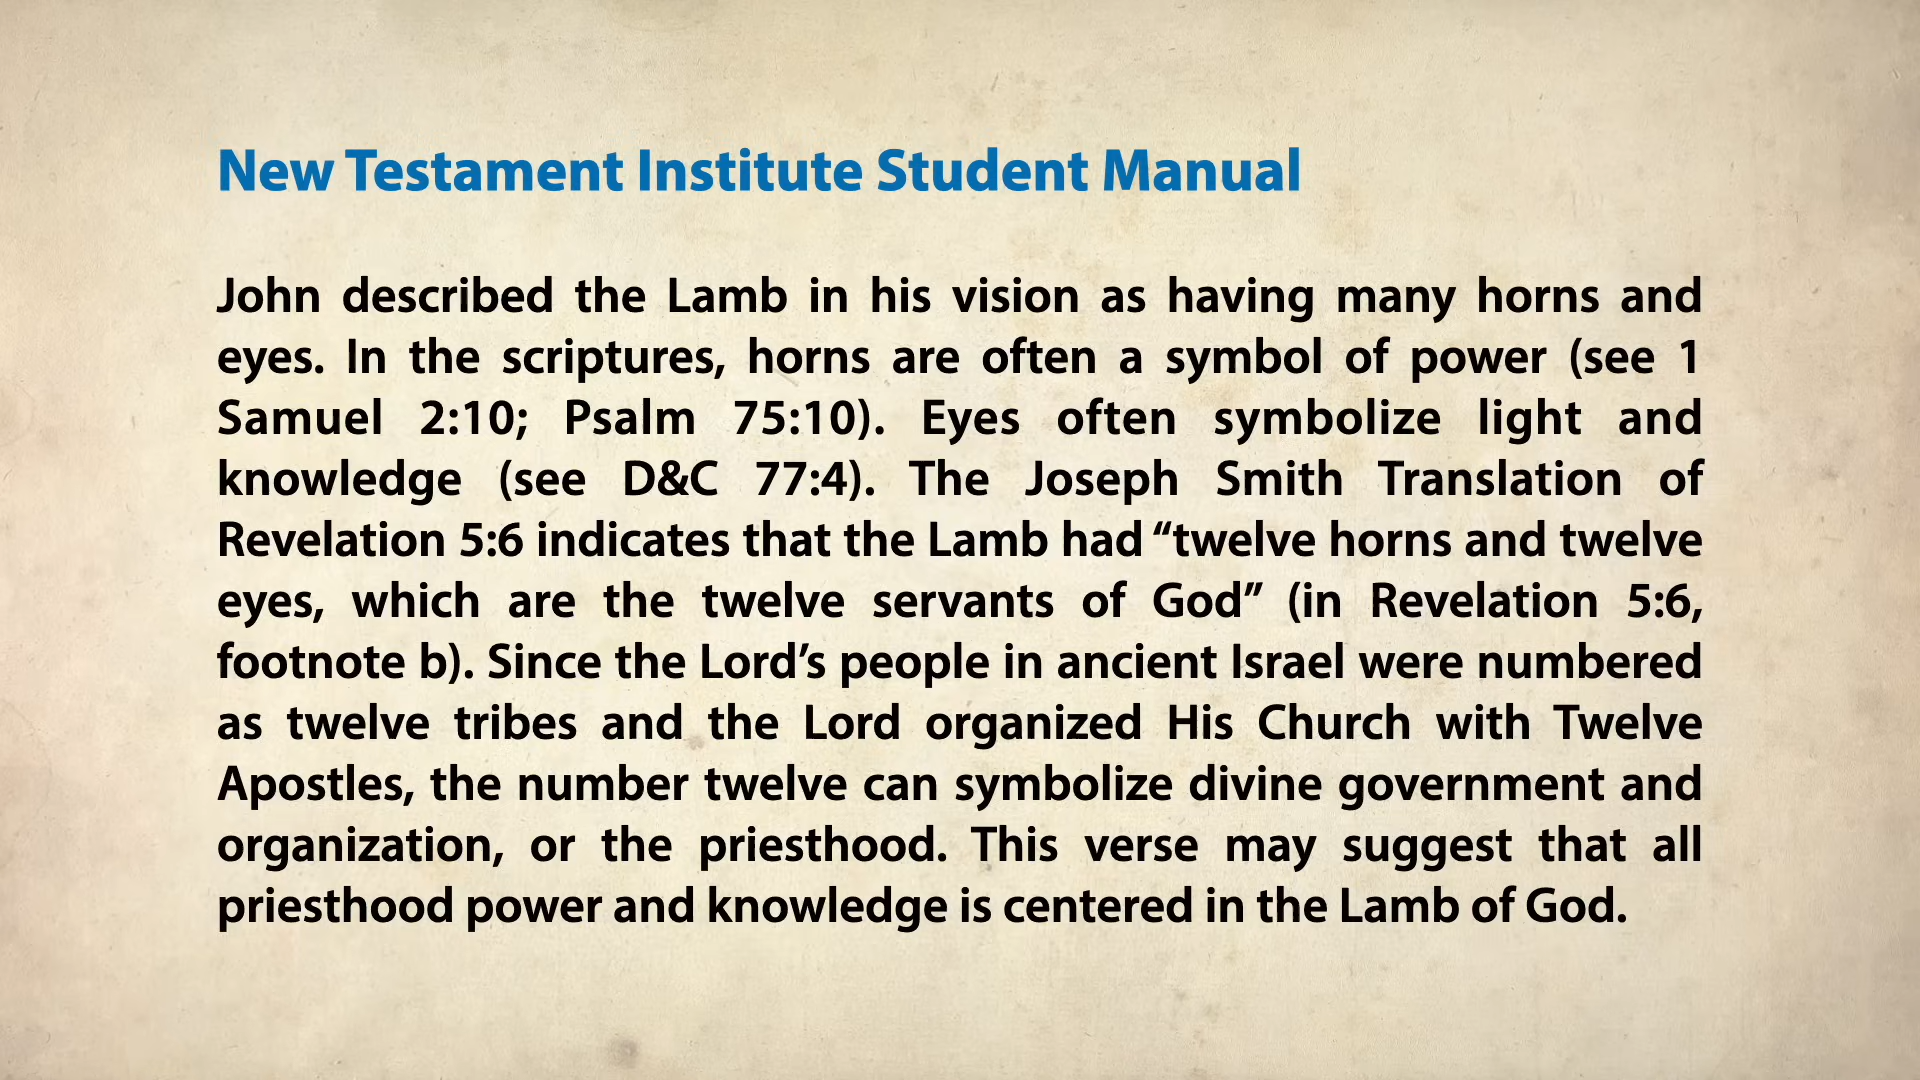 New Testament Institute Student Manual
John described the Lamb in his vision as having many horns and
eyes. In the scriptures, horns are often a symbol of power (see 1
Samuel 2:10; Psalm 75:10). Eyes often symbolize light and
knowledge (see D&C 77:4). The Joseph Smith Translation of
Revelation 5:6 indicates that the Lamb had “twelve horns and twelve
eyes, which are the twelve servants of God” (in Revelation 5:6,
footnote b). Since the Lord’s people in ancient Israel were numbered
as twelve tribes and the Lord organized His Church with Twelve
Apostles, the number twelve can symbolize divine government and
organization, or the priesthood. This verse may suggest that all
priesthood power and knowledge is centered in the Lamb of God.